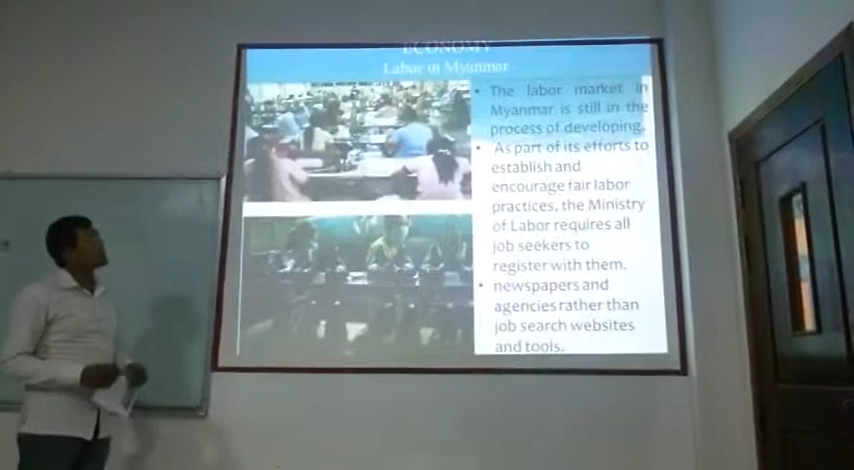 ECONOMY
Labor in Myanmar
• The labor market in
Myanmar is still in the
process of developing.
• As part of its efforts to
establish and
encourage fair labor
practices, the Ministry
of Labor requires all
job seekers to
register with them.
• newspapers and
agencies rather than
job search websites
and tools.